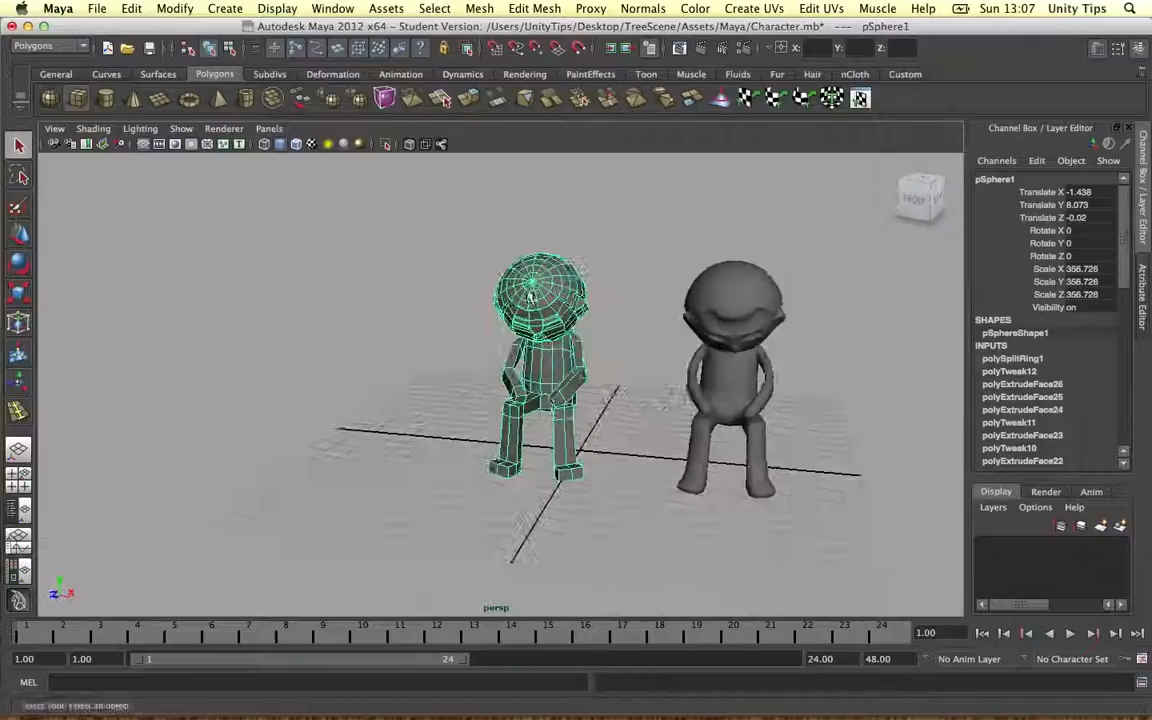 Maya File Edit Modify Create Display Window Assets Select Mesh Edit Mesh Proxy Normals Color Create UVs Edit UVs Muscle Help Sun 13:07 Unity Tips
Autodesk Maya 2012 x64 - Student Version: /Users/UnityTips/Desktop/TreeScene/Assets/Maya/Character.mb* --- pSphere1
Polygons X: Y: Z:
General Curves Surfaces Polygons Subdivs Deformation Animation Dynamics Rendering PaintEffects Toon Muscle Fluids Fur Hair nCloth Custom
View Shading Lighting Show Renderer Panels
Channel Box / Layer Editor
Channels Edit Object Show
pSphere1
Translate X -1.438
Translate Y 8.073
Translate Z -0.02
Rotate X 0
Rotate Y 0
Rotate Z 0
Scale X 356.726
Scale Y 356.726
Scale Z 356.726
Visibility on
SHAPES
pSphereShape1
INPUTS
polySplitRing1
polyTweak12
polyExtrudeFace26
polyExtrudeFace25
polyExtrudeFace24
polyTweak11
polyExtrudeFace23
polyTweak10
polyExtrudeFace22
Channel Box / Layer Editor
Attribute Editor
FRONT
Display Render Anim
Layers Options Help
persp
1 2 3 4 5 6 7 8 9 10 11 12 13 14 15 16 17 18 19 20 21 22 23 24 1.00
1.00 1.00 1 24 24.00 48.00 No Anim Layer No Character Set
MEL